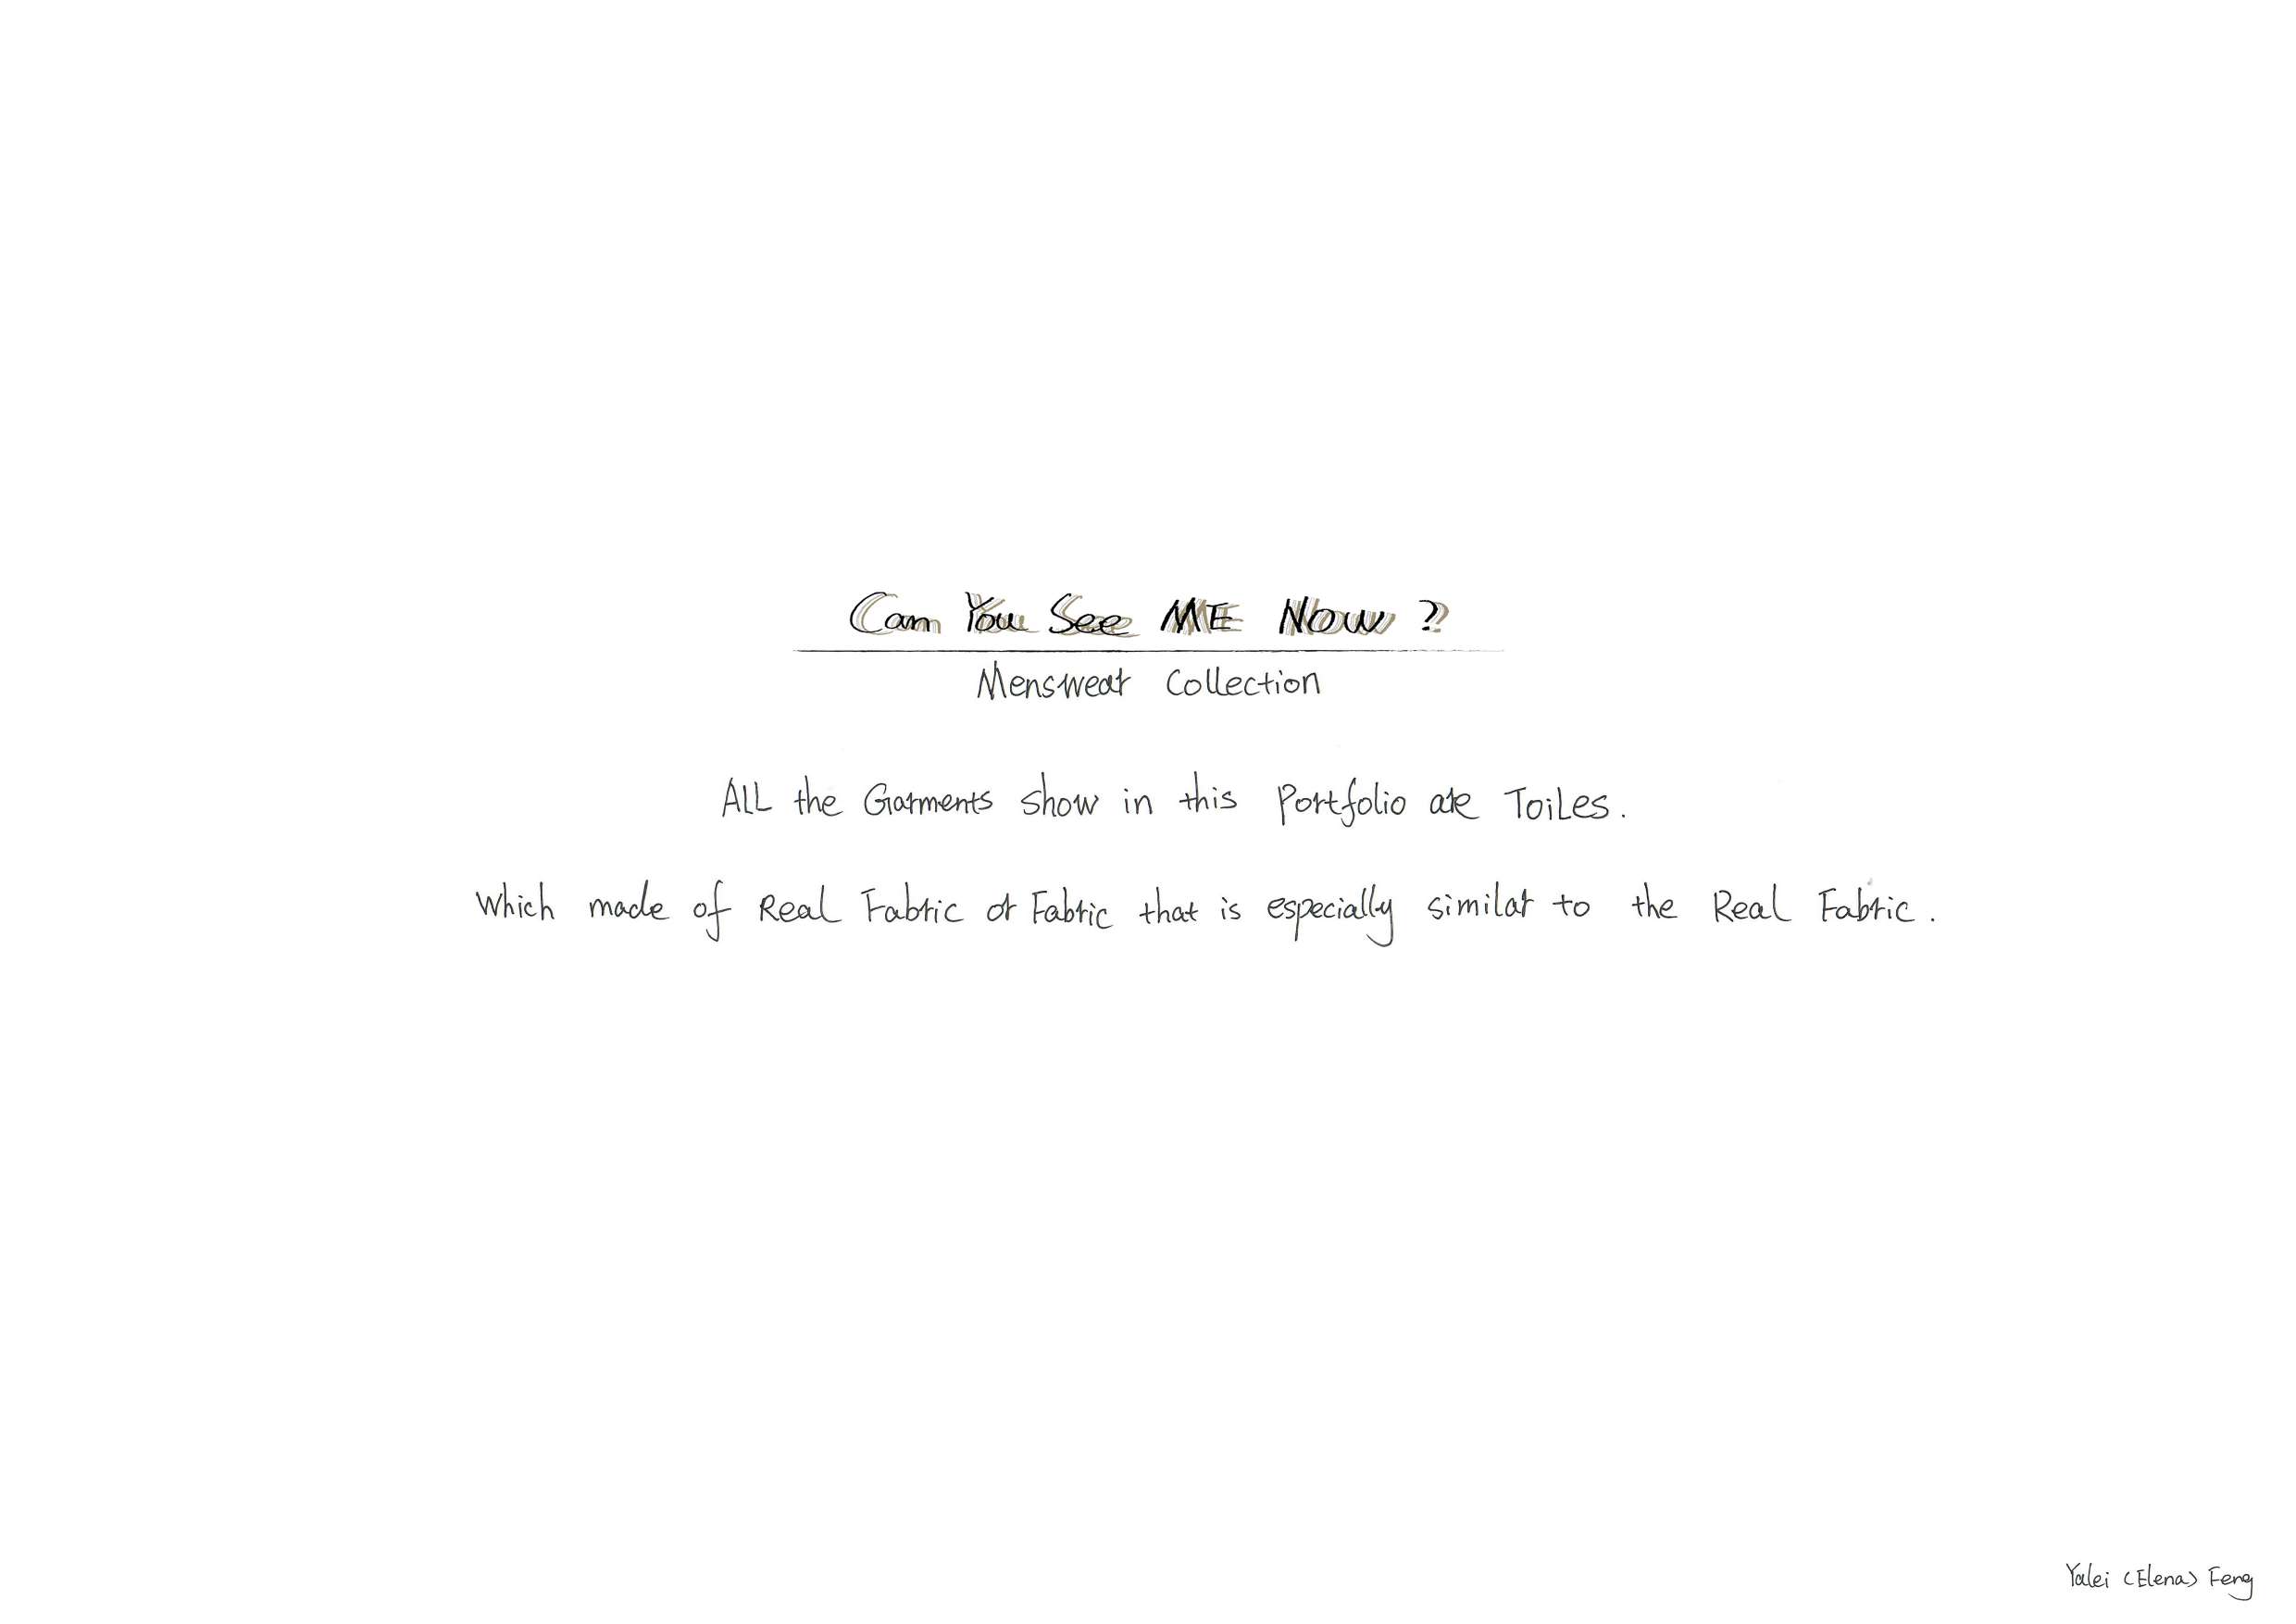 Can You See ME Now ?
Menswear Collection
ALL the Garments show in this Portfolio are Toiles.
Which made of Real Fabric or Fabric that is especially similar to the Real Fabric.
Yalei (Elena) Feng